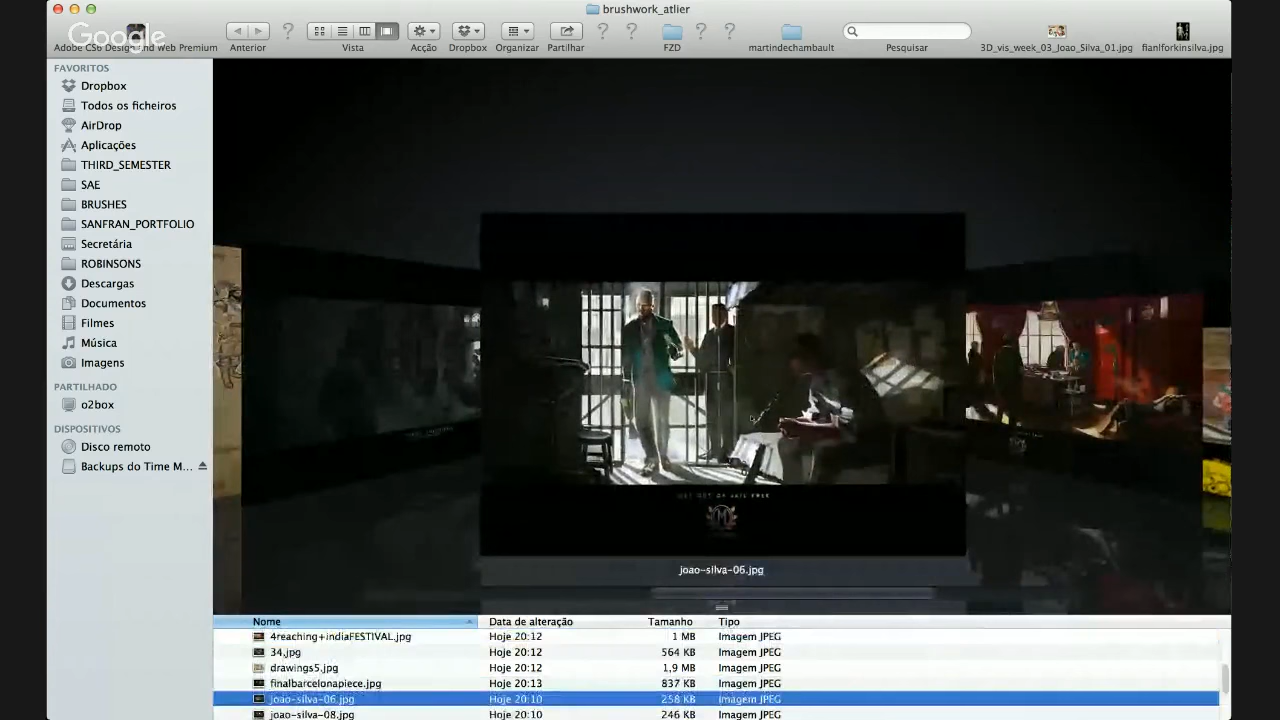 brushwork_atlier
Google
Adobe CS6 Design and Web Premium
Anterior
Vista
Acção
Dropbox
Organizar
Partilhar
FZD
martindechambault
Pesquisar
3D_vis_week_03_Joao_Silva_01.jpg
fianlforkinsilva.jpg
FAVORITOS
Dropbox
Todos os ficheiros
AirDrop
Aplicações
THIRD_SEMESTER
SAE
BRUSHES
SANFRAN_PORTFOLIO
Secretária
ROBINSONS
Descargas
Documentos
Filmes
Música
Imagens
PARTILHADO
o2box
DISPOSITIVOS
Disco remoto
Backups do Time M...
GET OUT OF JAIL FREE
joao-silva-06.jpg
Nome Data de alteração Tamanho Tipo
4reaching+indiaFESTIVAL.jpg Hoje 20:12 1 MB Imagem JPEG
34.jpg Hoje 20:12 564 KB Imagem JPEG
drawings5.jpg Hoje 20:12 1,9 MB Imagem JPEG
finalbarcelonapiece.jpg Hoje 20:13 837 KB Imagem JPEG
joao-silva-06.jpg Hoje 20:10 258 KB Imagem JPEG
joao-silva-08.jpg Hoje 20:10 246 KB Imagem JPEG